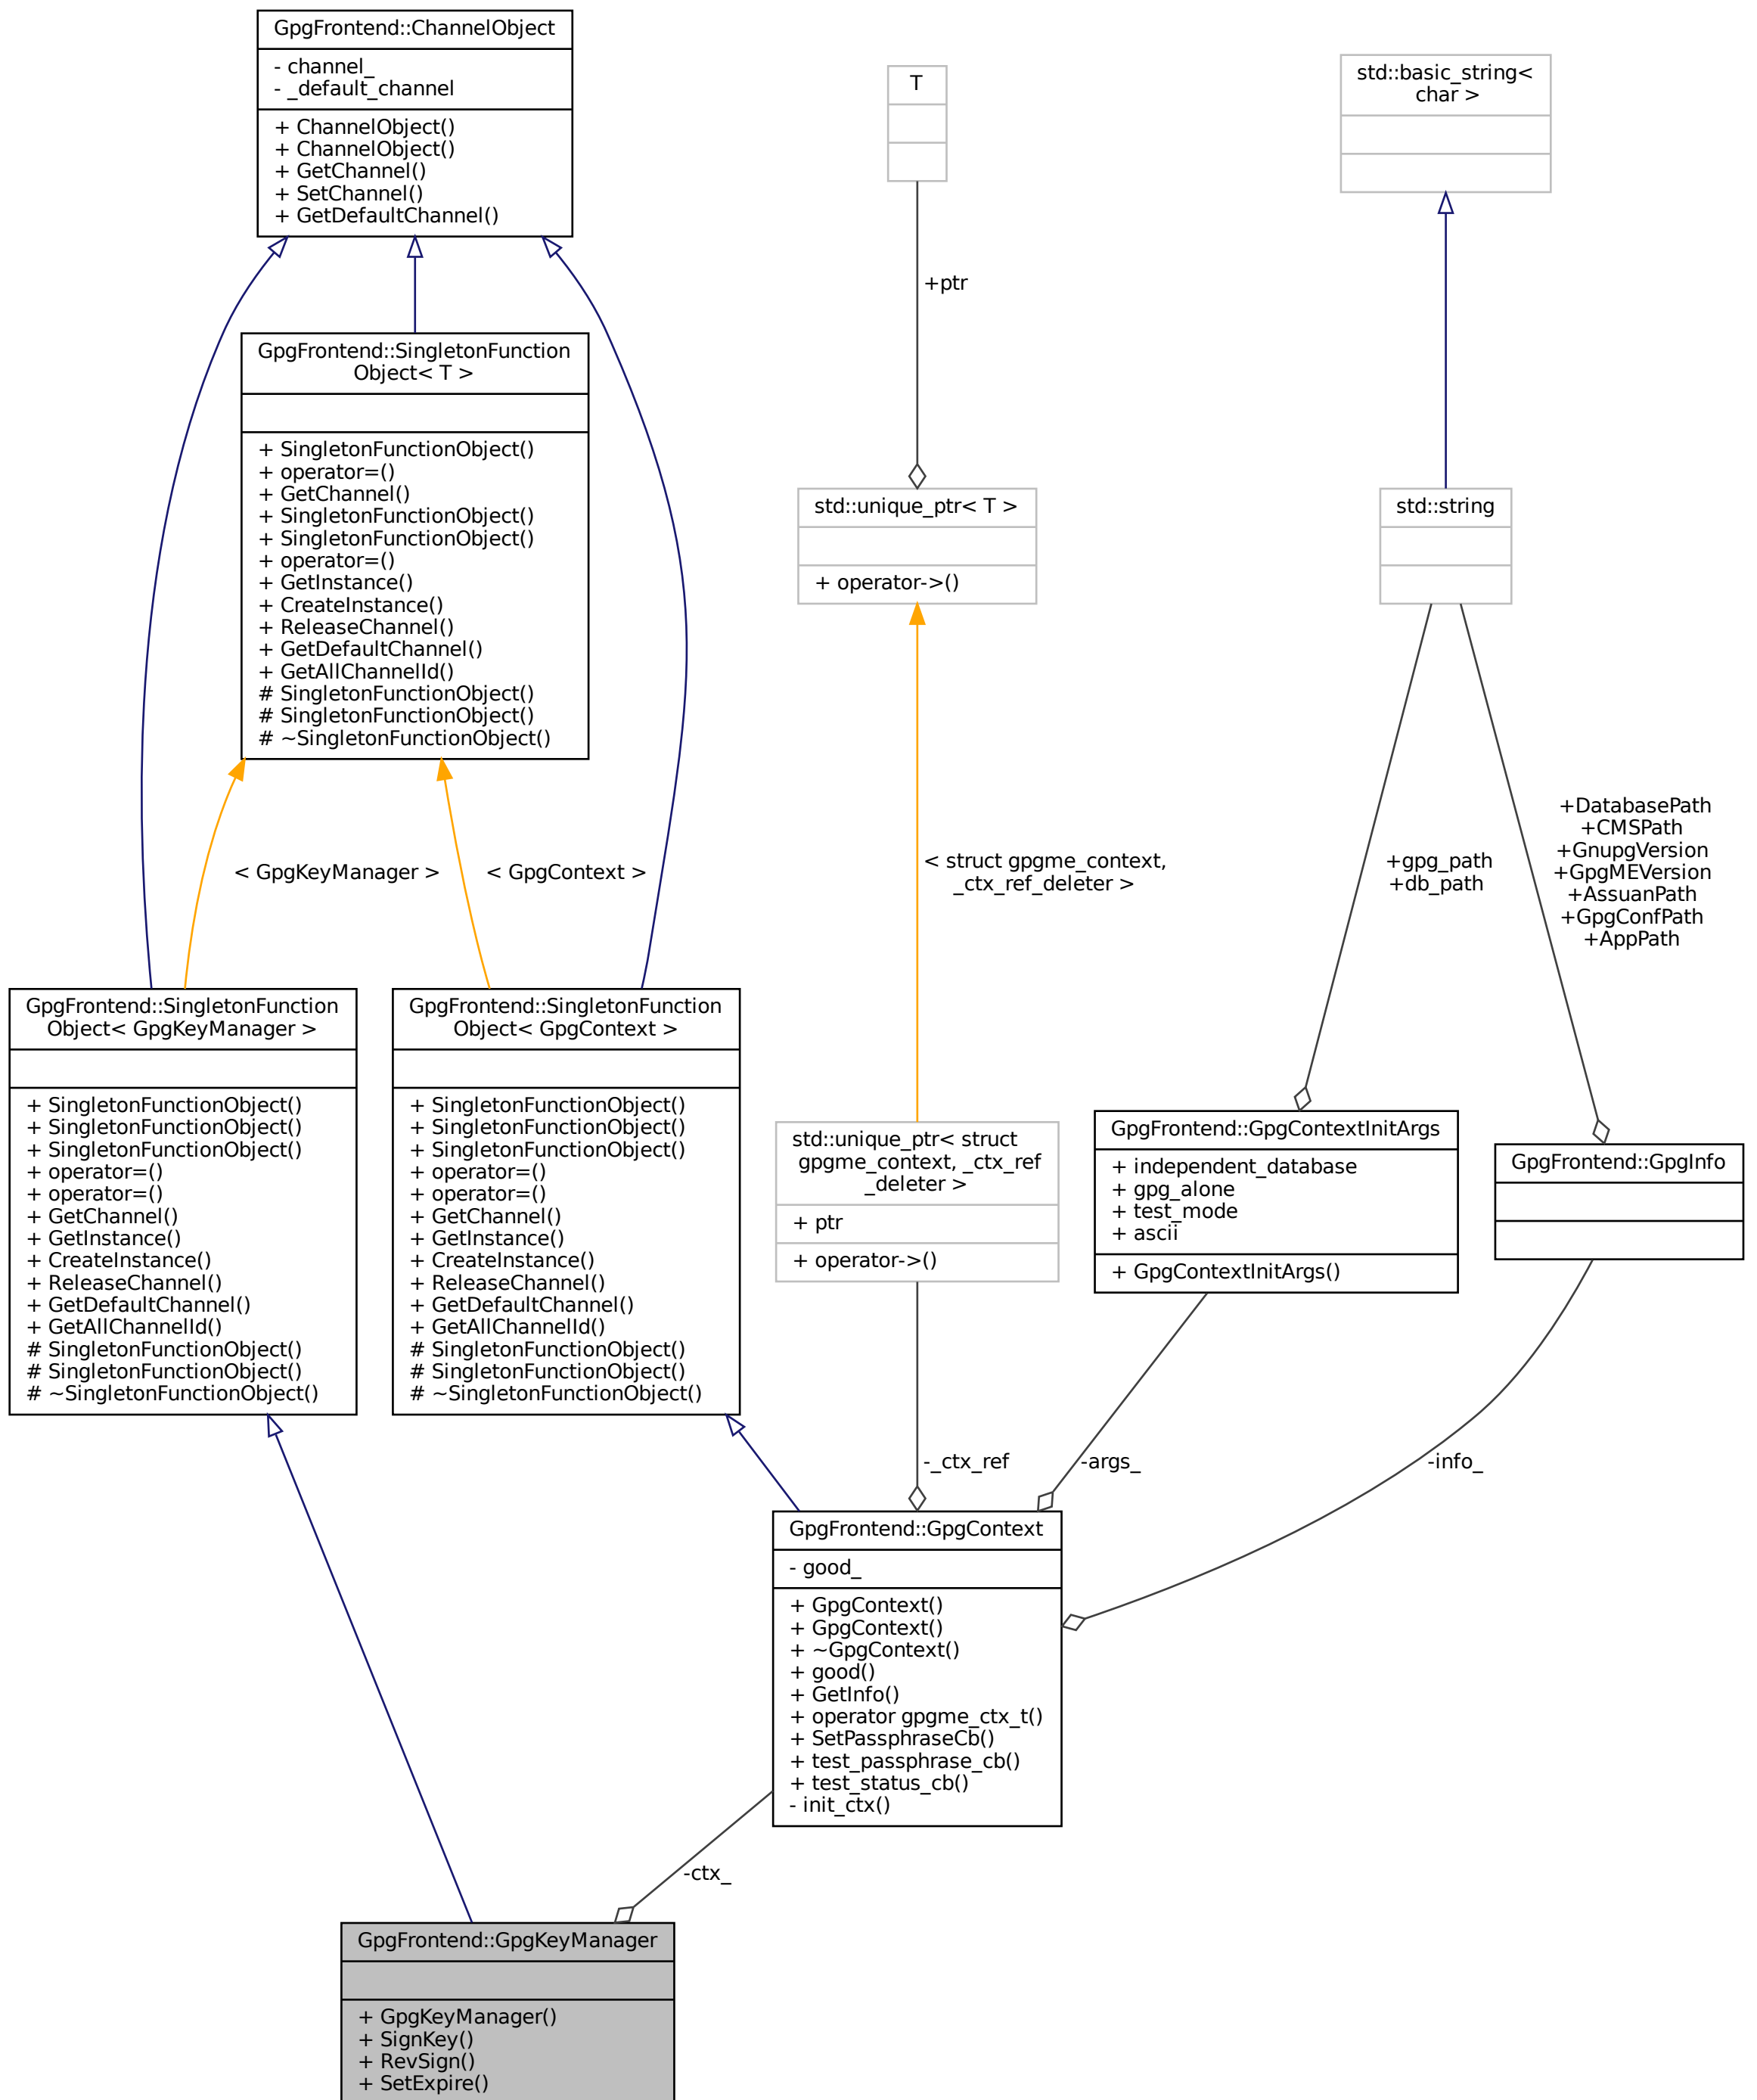 GpgFrontend::ChannelObject
- channel_
- _default_channel
+ ChannelObject()
+ ChannelObject()
+ GetChannel()
+ SetChannel()
+ GetDefaultChannel()
T
std::basic_string<
char >
+ptr
GpgFrontend::SingletonFunction
Object< T >
+ SingletonFunctionObject()
+ operator=()
+ GetChannel()
+ SingletonFunctionObject()
+ SingletonFunctionObject()
+ operator=()
+ GetInstance()
+ CreateInstance()
+ ReleaseChannel()
+ GetDefaultChannel()
+ GetAllChannelId()
# SingletonFunctionObject()
# SingletonFunctionObject()
# ~SingletonFunctionObject()
std::unique_ptr< T >
+ operator->()
std::string
< GpgKeyManager >
< GpgContext >
< struct gpgme_context,
_ctx_ref_deleter >
+gpg_path
+db_path
+DatabasePath
+CMSPath
+GnupgVersion
+GpgMEVersion
+AssuanPath
+GpgConfPath
+AppPath
GpgFrontend::SingletonFunction
Object< GpgKeyManager >
+ SingletonFunctionObject()
+ SingletonFunctionObject()
+ SingletonFunctionObject()
+ operator=()
+ operator=()
+ GetChannel()
+ GetInstance()
+ CreateInstance()
+ ReleaseChannel()
+ GetDefaultChannel()
+ GetAllChannelId()
# SingletonFunctionObject()
# SingletonFunctionObject()
# ~SingletonFunctionObject()
GpgFrontend::SingletonFunction
Object< GpgContext >
+ SingletonFunctionObject()
+ SingletonFunctionObject()
+ SingletonFunctionObject()
+ operator=()
+ operator=()
+ GetChannel()
+ GetInstance()
+ CreateInstance()
+ ReleaseChannel()
+ GetDefaultChannel()
+ GetAllChannelId()
# SingletonFunctionObject()
# SingletonFunctionObject()
# ~SingletonFunctionObject()
std::unique_ptr< struct
gpgme_context, _ctx_ref
_deleter >
+ ptr
+ operator->()
GpgFrontend::GpgContextInitArgs
+ independent_database
+ gpg_alone
+ test_mode
+ ascii
+ GpgContextInitArgs()
GpgFrontend::GpgInfo
-_ctx_ref
-args_
-info_
GpgFrontend::GpgContext
- good_
+ GpgContext()
+ GpgContext()
+ ~GpgContext()
+ good()
+ GetInfo()
+ operator gpgme_ctx_t()
+ SetPassphraseCb()
+ test_passphrase_cb()
+ test_status_cb()
- init_ctx()
-ctx_
GpgFrontend::GpgKeyManager
+ GpgKeyManager()
+ SignKey()
+ RevSign()
+ SetExpire()